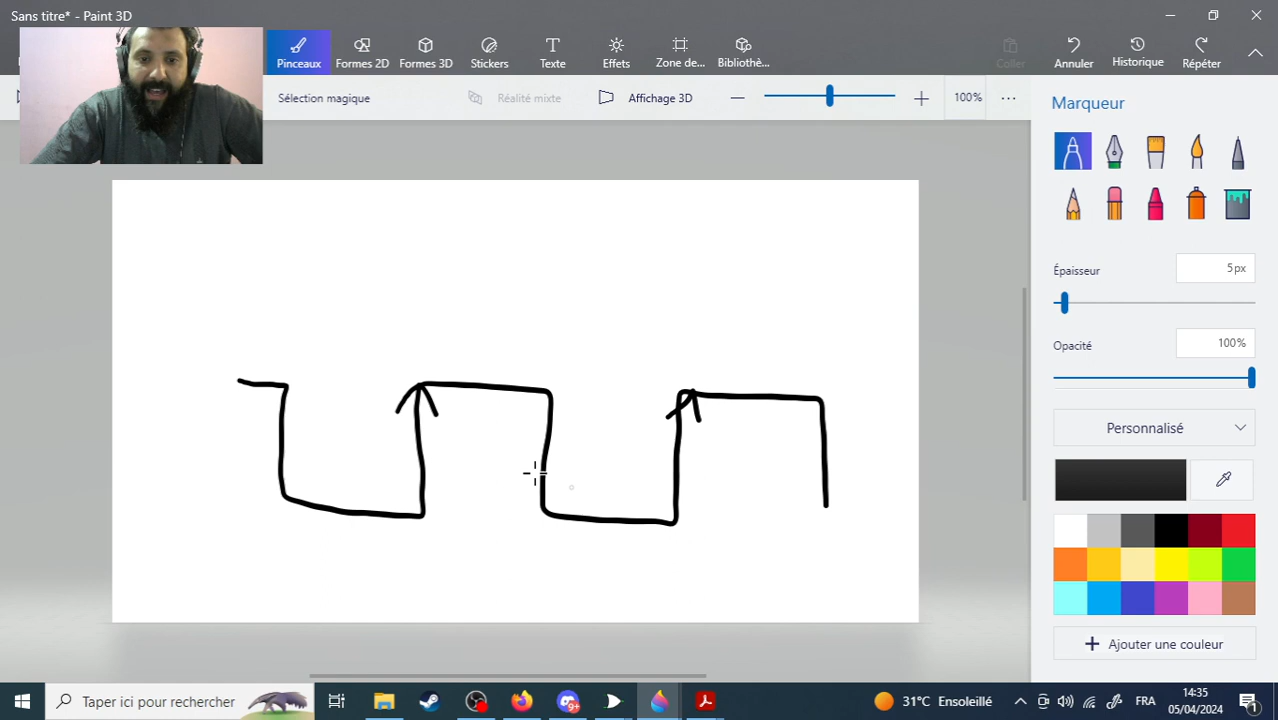 Sans titre* - Paint 3D
Pinceaux
Formes 2D
Formes 3D
Stickers
Texte
Effets
Zone de...
Bibliothè...
Coller
Annuler
Historique
Répéter
Sélection magique
Réalité mixte
Affichage 3D
100%
Marqueur
Épaisseur
5px
Opacité
100%
Personnalisé
Ajouter une couleur
Taper ici pour rechercher
9+
31°C Ensoleillé
FRA
14:35
05/04/2024
1